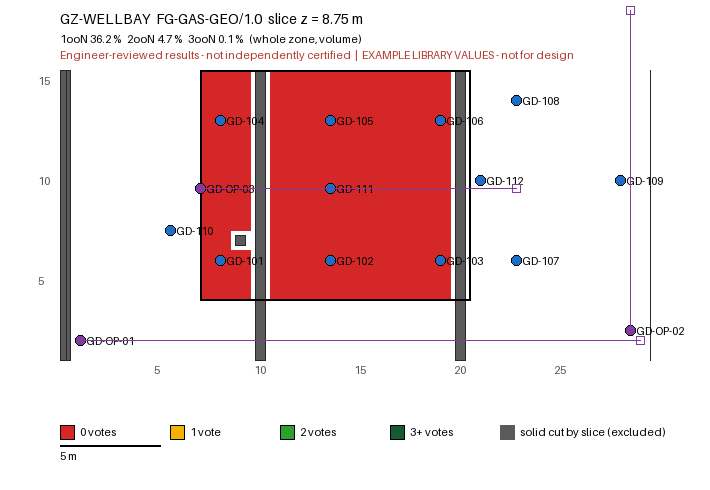 GZ-WELLBAY FG-GAS-GEO/1.0 slice z = 8.75 m
1ooN 36.2 % 2ooN 4.7 % 3ooN 0.1 % (whole zone, volume)
Engineer-reviewed results - not independently certified | EXAMPLE LIBRARY VALUES - not for design
15
GD-108
GD-104
GD-105
GD-106
10
GD-112
GD-109
GD-OP-03
GD-111
GD-110
GD-101
GD-102
GD-103
GD-107
5
GD-OP-02
GD-OP-01
5
10
15
20
25
0 votes
1 vote
2 votes
3+ votes
solid cut by slice (excluded)
5 m